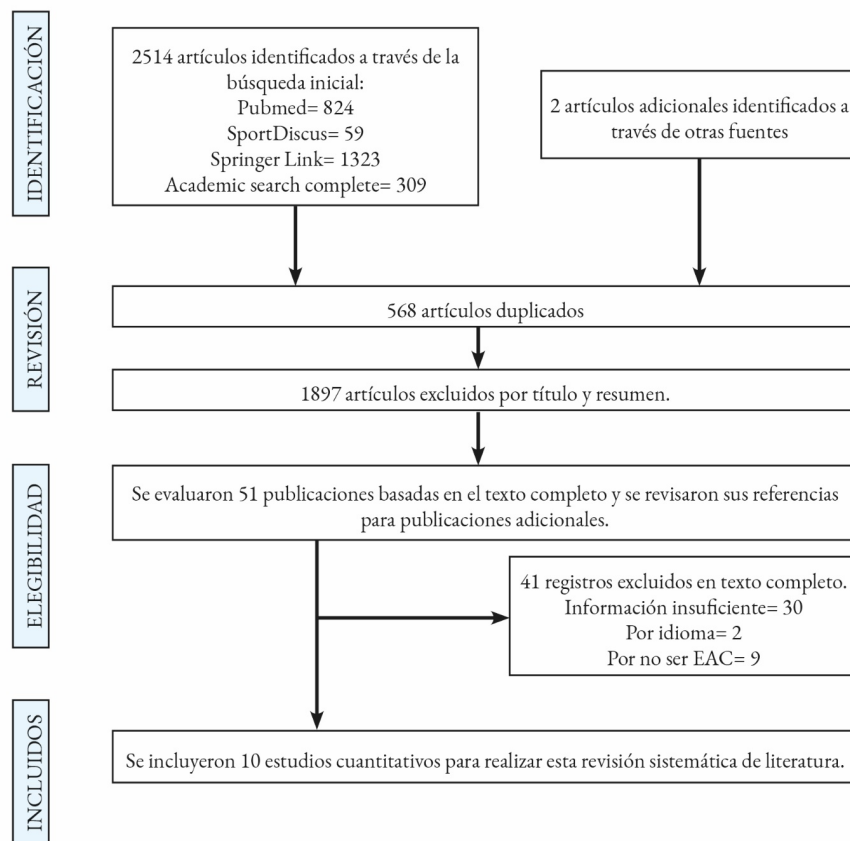 IDENTIFICACIÓN
2514 artículos identificados a través de la
búsqueda inicial:
Pubmed= 824
SportDiscus= 59
Springer Link= 1323
Academic search complete= 309
2 artículos adicionales identificados a
través de otras fuentes
REVISIÓN
568 artículos duplicados
1897 artículos excluidos por título y resumen.
ELEGIBILIDAD
Se evaluaron 51 publicaciones basadas en el texto completo y se revisaron sus referencias
para publicaciones adicionales.
41 registros excluidos en texto completo.
Información insuficiente= 30
Por idioma= 2
Por no ser EAC= 9
INCLUIDOS
Se incluyeron 10 estudios cuantitativos para realizar esta revisión sistemática de literatura.